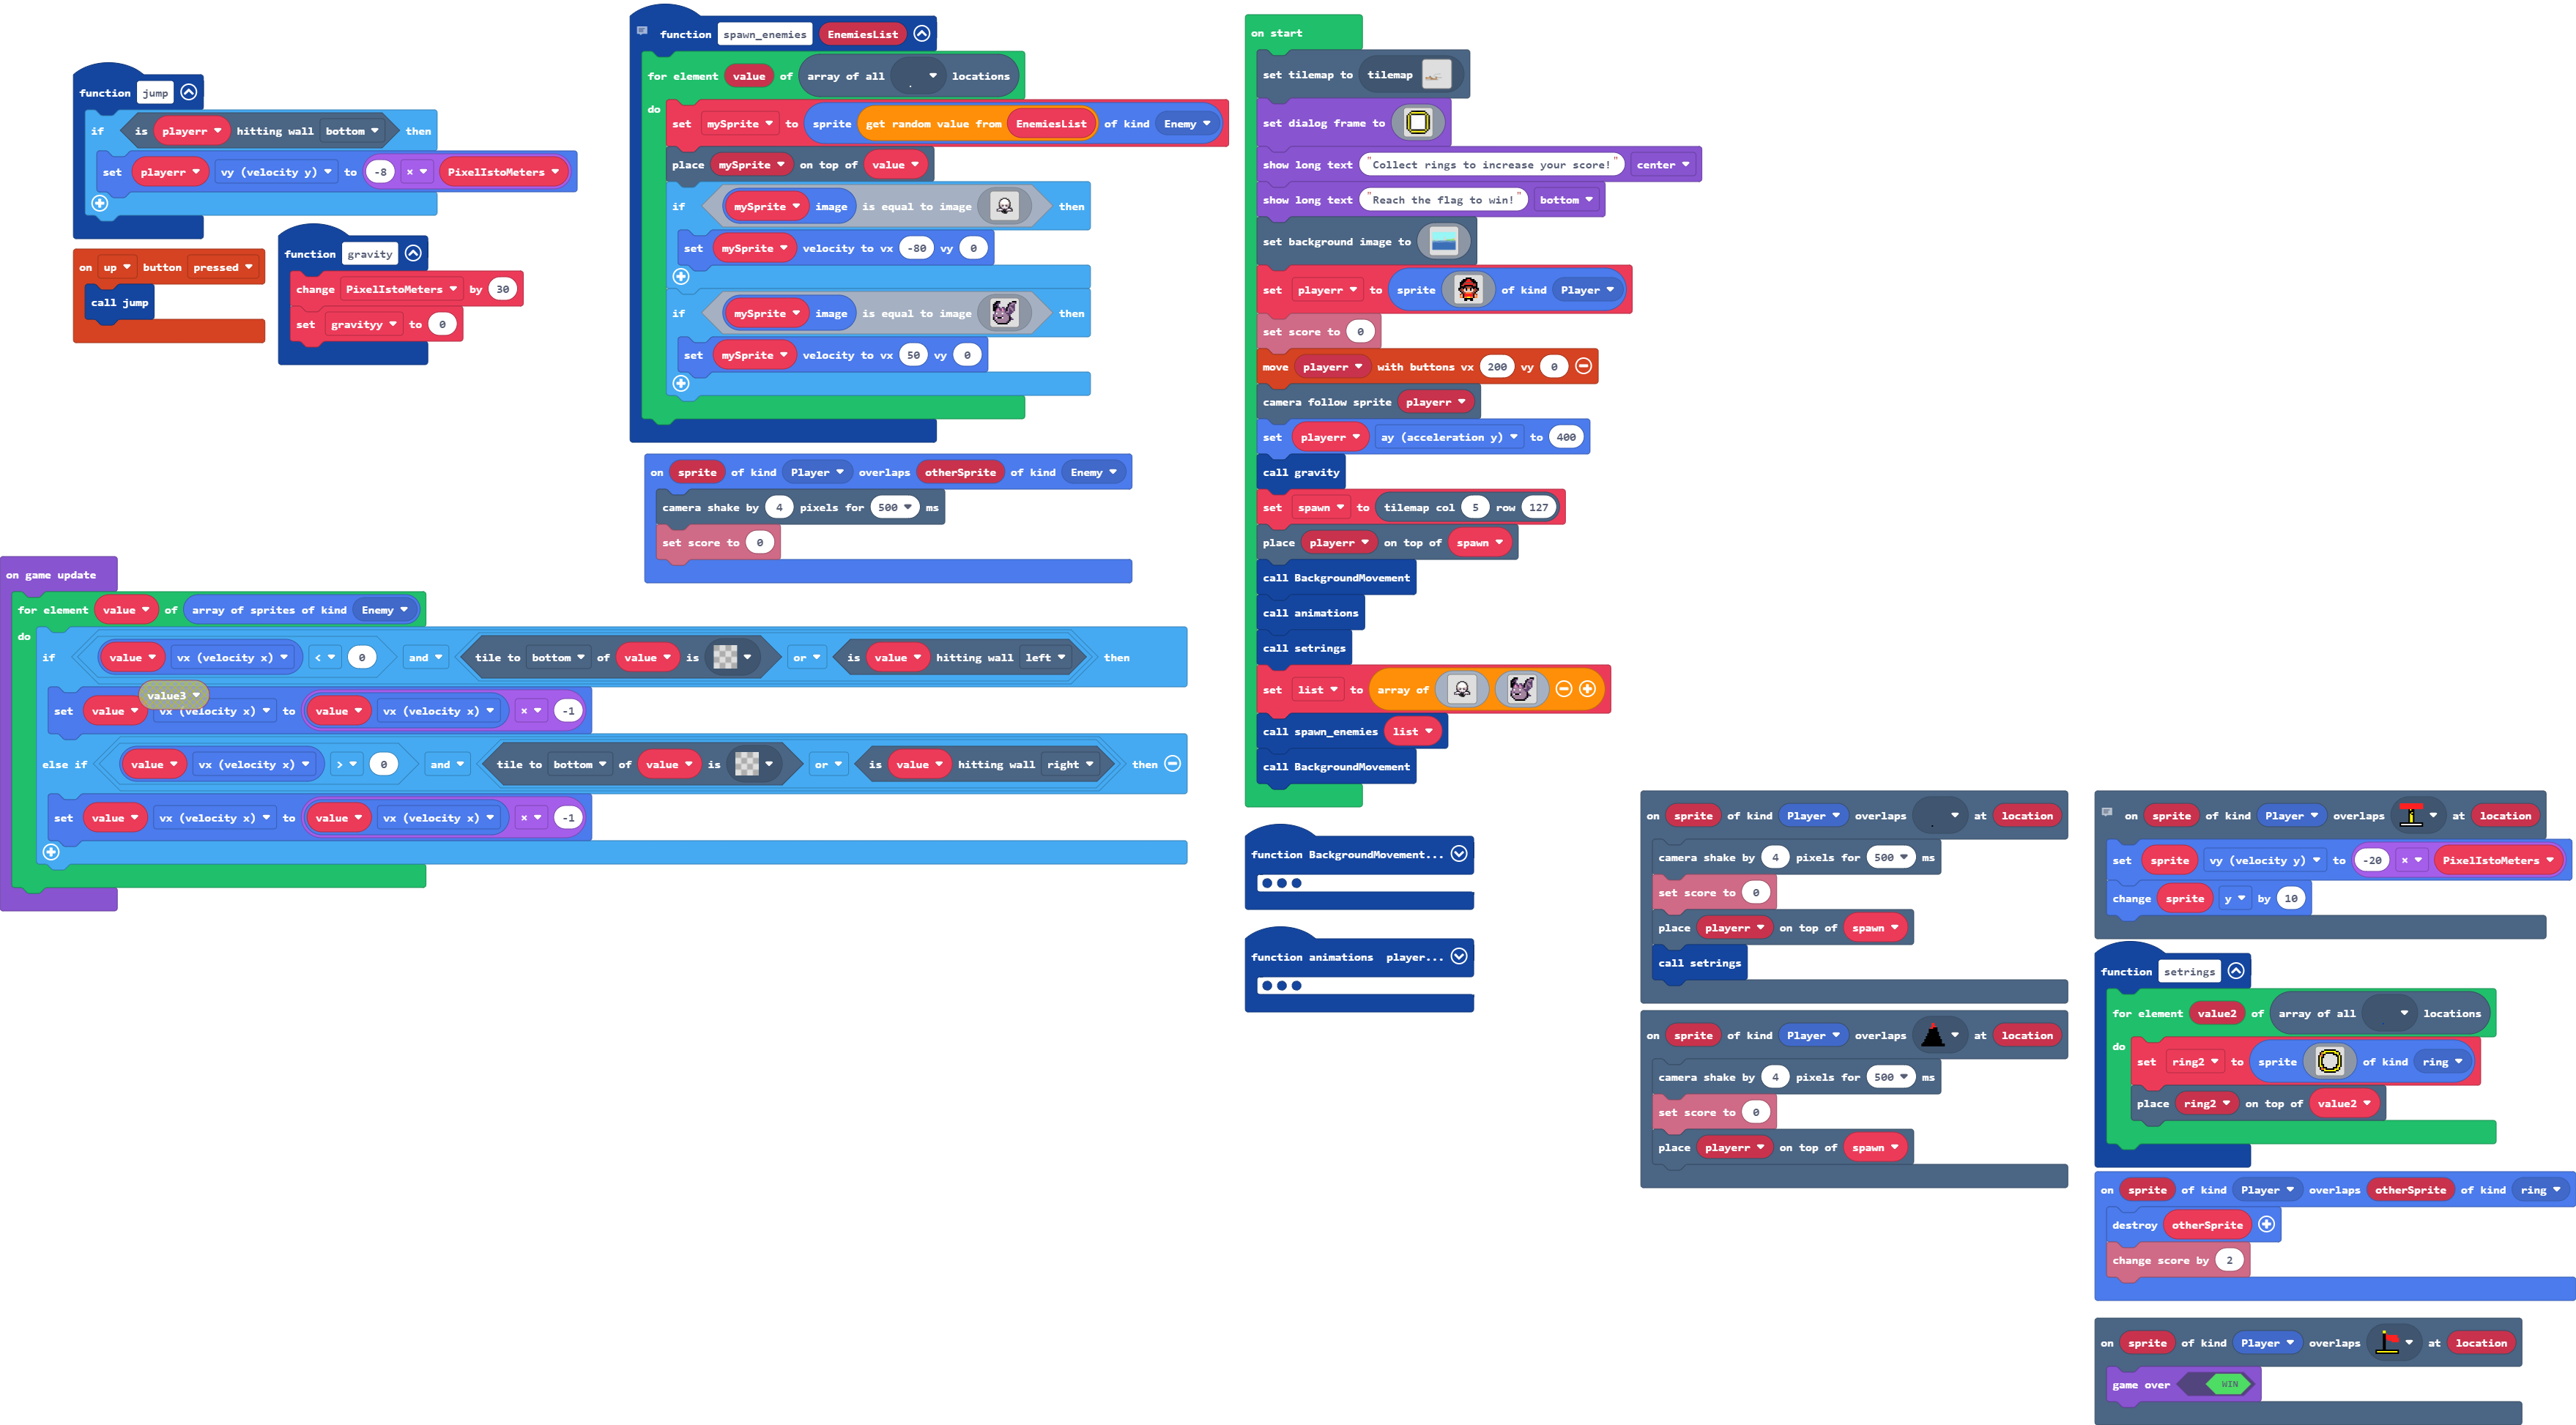 function jump
if is playerr hitting wall bottom then
set playerr vy (velocity y) to -8 × PixelIstoMeters
on up button pressed
call jump
function gravity
change PixelIstoMeters by 30
set gravityy to 0
function spawn_enemies EnemiesList
for element value of array of all locations
do
set mySprite to sprite get random value from EnemiesList of kind Enemy
place mySprite on top of value
if mySprite image is equal to image then
set mySprite velocity to vx -80 vy 0
if mySprite image is equal to image then
set mySprite velocity to vx 50 vy 0
on sprite of kind Player overlaps otherSprite of kind Enemy
camera shake by 4 pixels for 500 ms
set score to 0
on game update
for element value of array of sprites of kind Enemy
do
if value vx (velocity x) < 0 and tile to bottom of value is or is value hitting wall left then
value3
set value vx (velocity x) to value vx (velocity x) × -1
else if value vx (velocity x) > 0 and tile to bottom of value is or is value hitting wall right then
set value vx (velocity x) to value vx (velocity x) × -1
on start
set tilemap to tilemap
set dialog frame to
show long text "Collect rings to increase your score!" center
show long text "Reach the flag to win!" bottom
set background image to
set playerr to sprite of kind Player
set score to 0
move playerr with buttons vx 200 vy 0
camera follow sprite playerr
set playerr ay (acceleration y) to 400
call gravity
set spawn to tilemap col 5 row 127
place playerr on top of spawn
call BackgroundMovement
call animations
call setrings
set list to array of
call spawn_enemies list
call BackgroundMovement
function BackgroundMovement...
function animations player...
on sprite of kind Player overlaps at location
camera shake by 4 pixels for 500 ms
set score to 0
place playerr on top of spawn
call setrings
on sprite of kind Player overlaps at location
camera shake by 4 pixels for 500 ms
set score to 0
place playerr on top of spawn
on sprite of kind Player overlaps at location
set sprite vy (velocity y) to -20 × PixelIstoMeters
change sprite y by 10
function setrings
for element value2 of array of all locations
do
set ring2 to sprite of kind ring
place ring2 on top of value2
on sprite of kind Player overlaps otherSprite of kind ring
destroy otherSprite
change score by 2
on sprite of kind Player overlaps at location
game over WIN